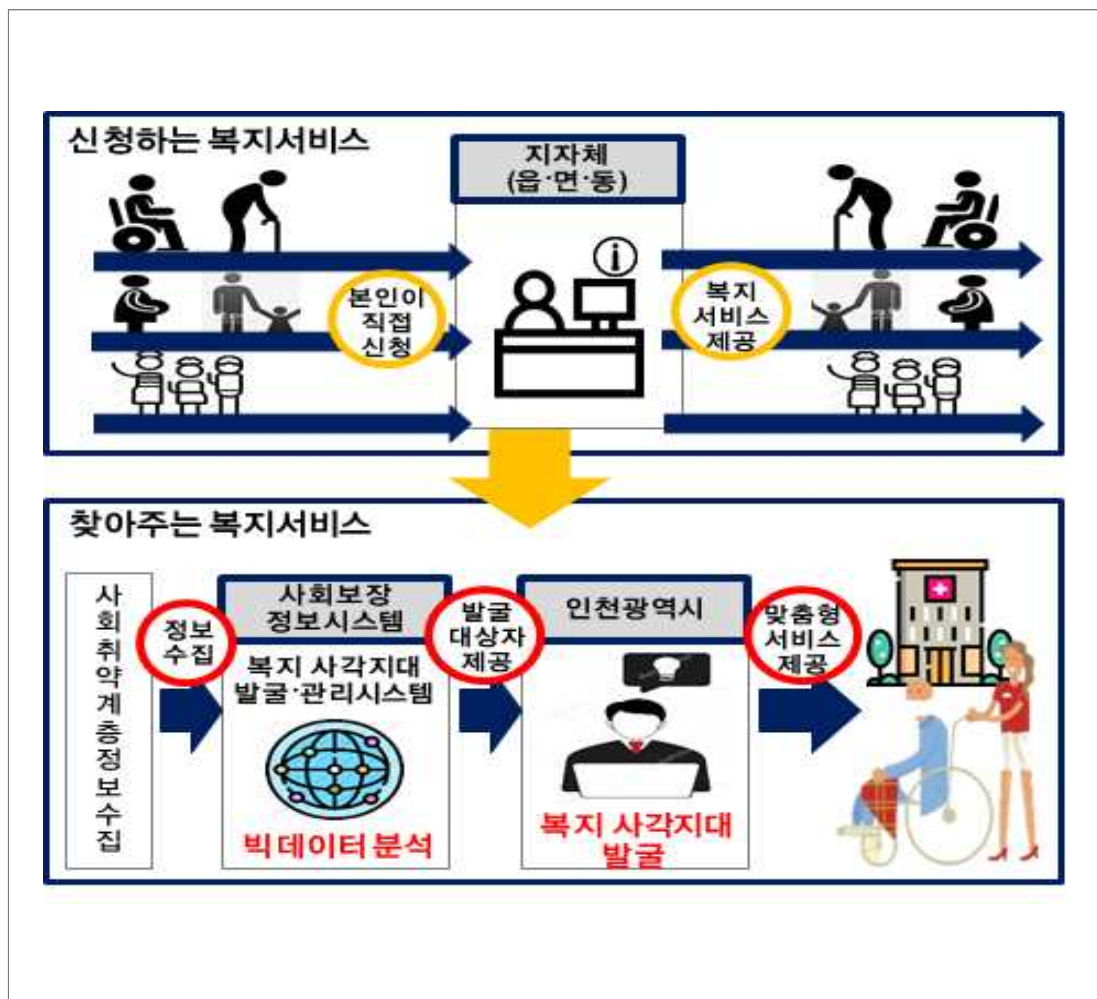 신청하는 복지서비스
지자체
(읍·면·동)
본인이
직접
신청
복지
서비스
제공
찾아주는 복지서비스
사회취약계층정보수집
정보
수집
사회보장
정보시스템
복지 사각지대
발굴·관리시스템
빅데이터 분석
발굴
대상자
제공
인천광역시
복지 사각지대
발굴
맞춤형
서비스
제공